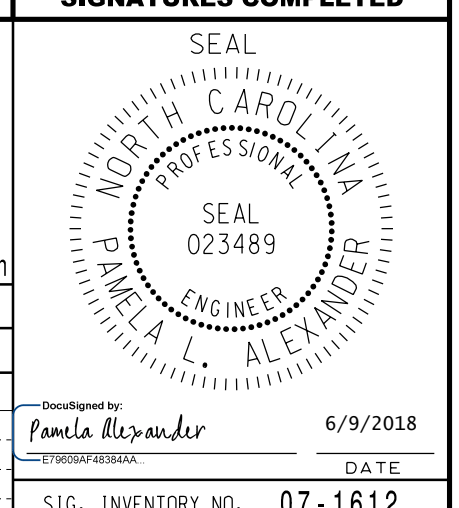 SIGNATURES COMPLETED
SEAL
NORTH CAROLINA
PROFESSIONAL
SEAL
023489
ENGINEER
PAMELA L. ALEXANDER
DocuSigned by:
Pamela Alexander
6/9/2018
E79609AF48384AA...
DATE
SIG. INVENTORY NO. 07-1612